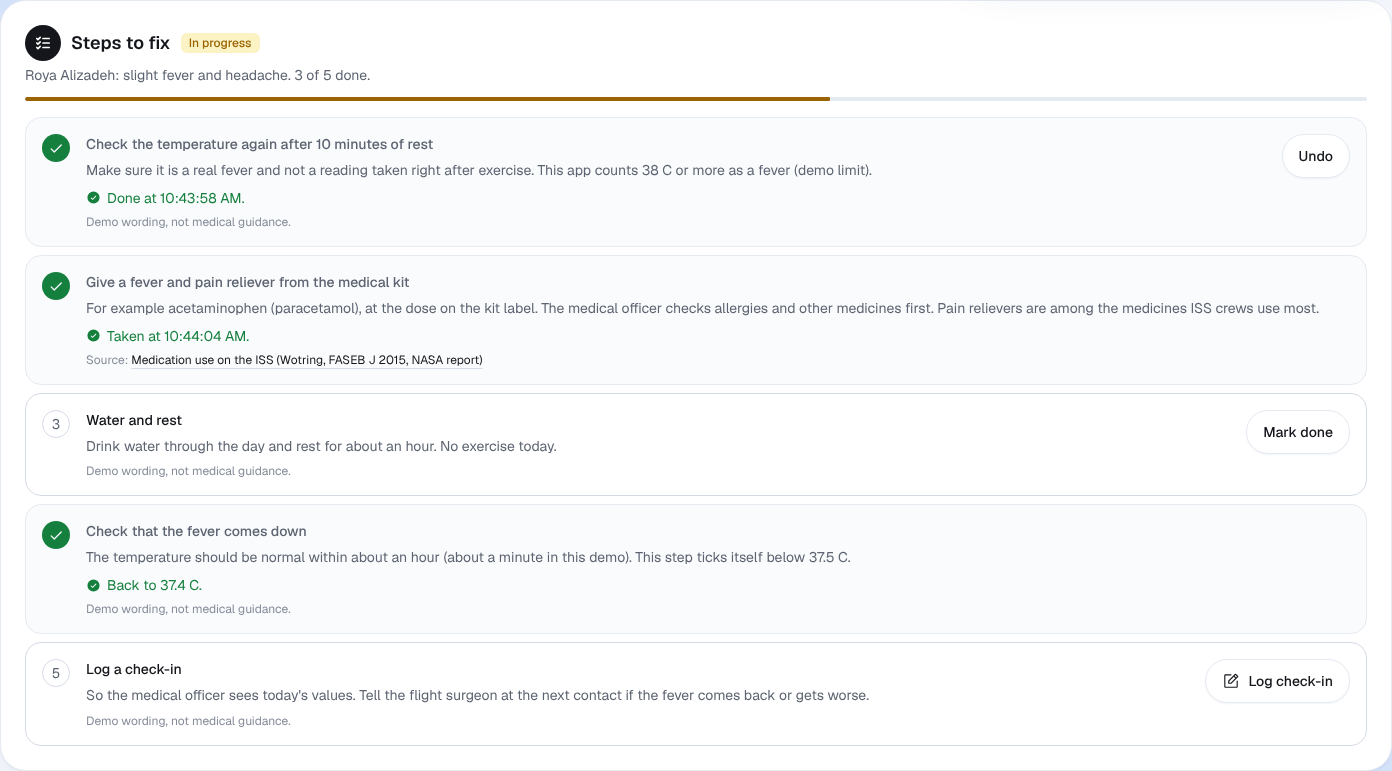 Steps to fix
In progress
Roya Alizadeh: slight fever and headache. 3 of 5 done.
Check the temperature again after 10 minutes of rest
Undo
Make sure it is a real fever and not a reading taken right after exercise. This app counts 38 C or more as a fever (demo limit).
Done at 10:43:58 AM.
Demo wording, not medical guidance.
Give a fever and pain reliever from the medical kit
For example acetaminophen (paracetamol), at the dose on the kit label. The medical officer checks allergies and other medicines first. Pain relievers are among the medicines ISS crews use most.
Taken at 10:44:04 AM.
Source: Medication use on the ISS (Wotring, FASEB J 2015, NASA report)
3
Water and rest
Mark done
Drink water through the day and rest for about an hour. No exercise today.
Demo wording, not medical guidance.
Check that the fever comes down
The temperature should be normal within about an hour (about a minute in this demo). This step ticks itself below 37.5 C.
Back to 37.4 C.
Demo wording, not medical guidance.
5
Log a check-in
Log check-in
So the medical officer sees today's values. Tell the flight surgeon at the next contact if the fever comes back or gets worse.
Demo wording, not medical guidance.